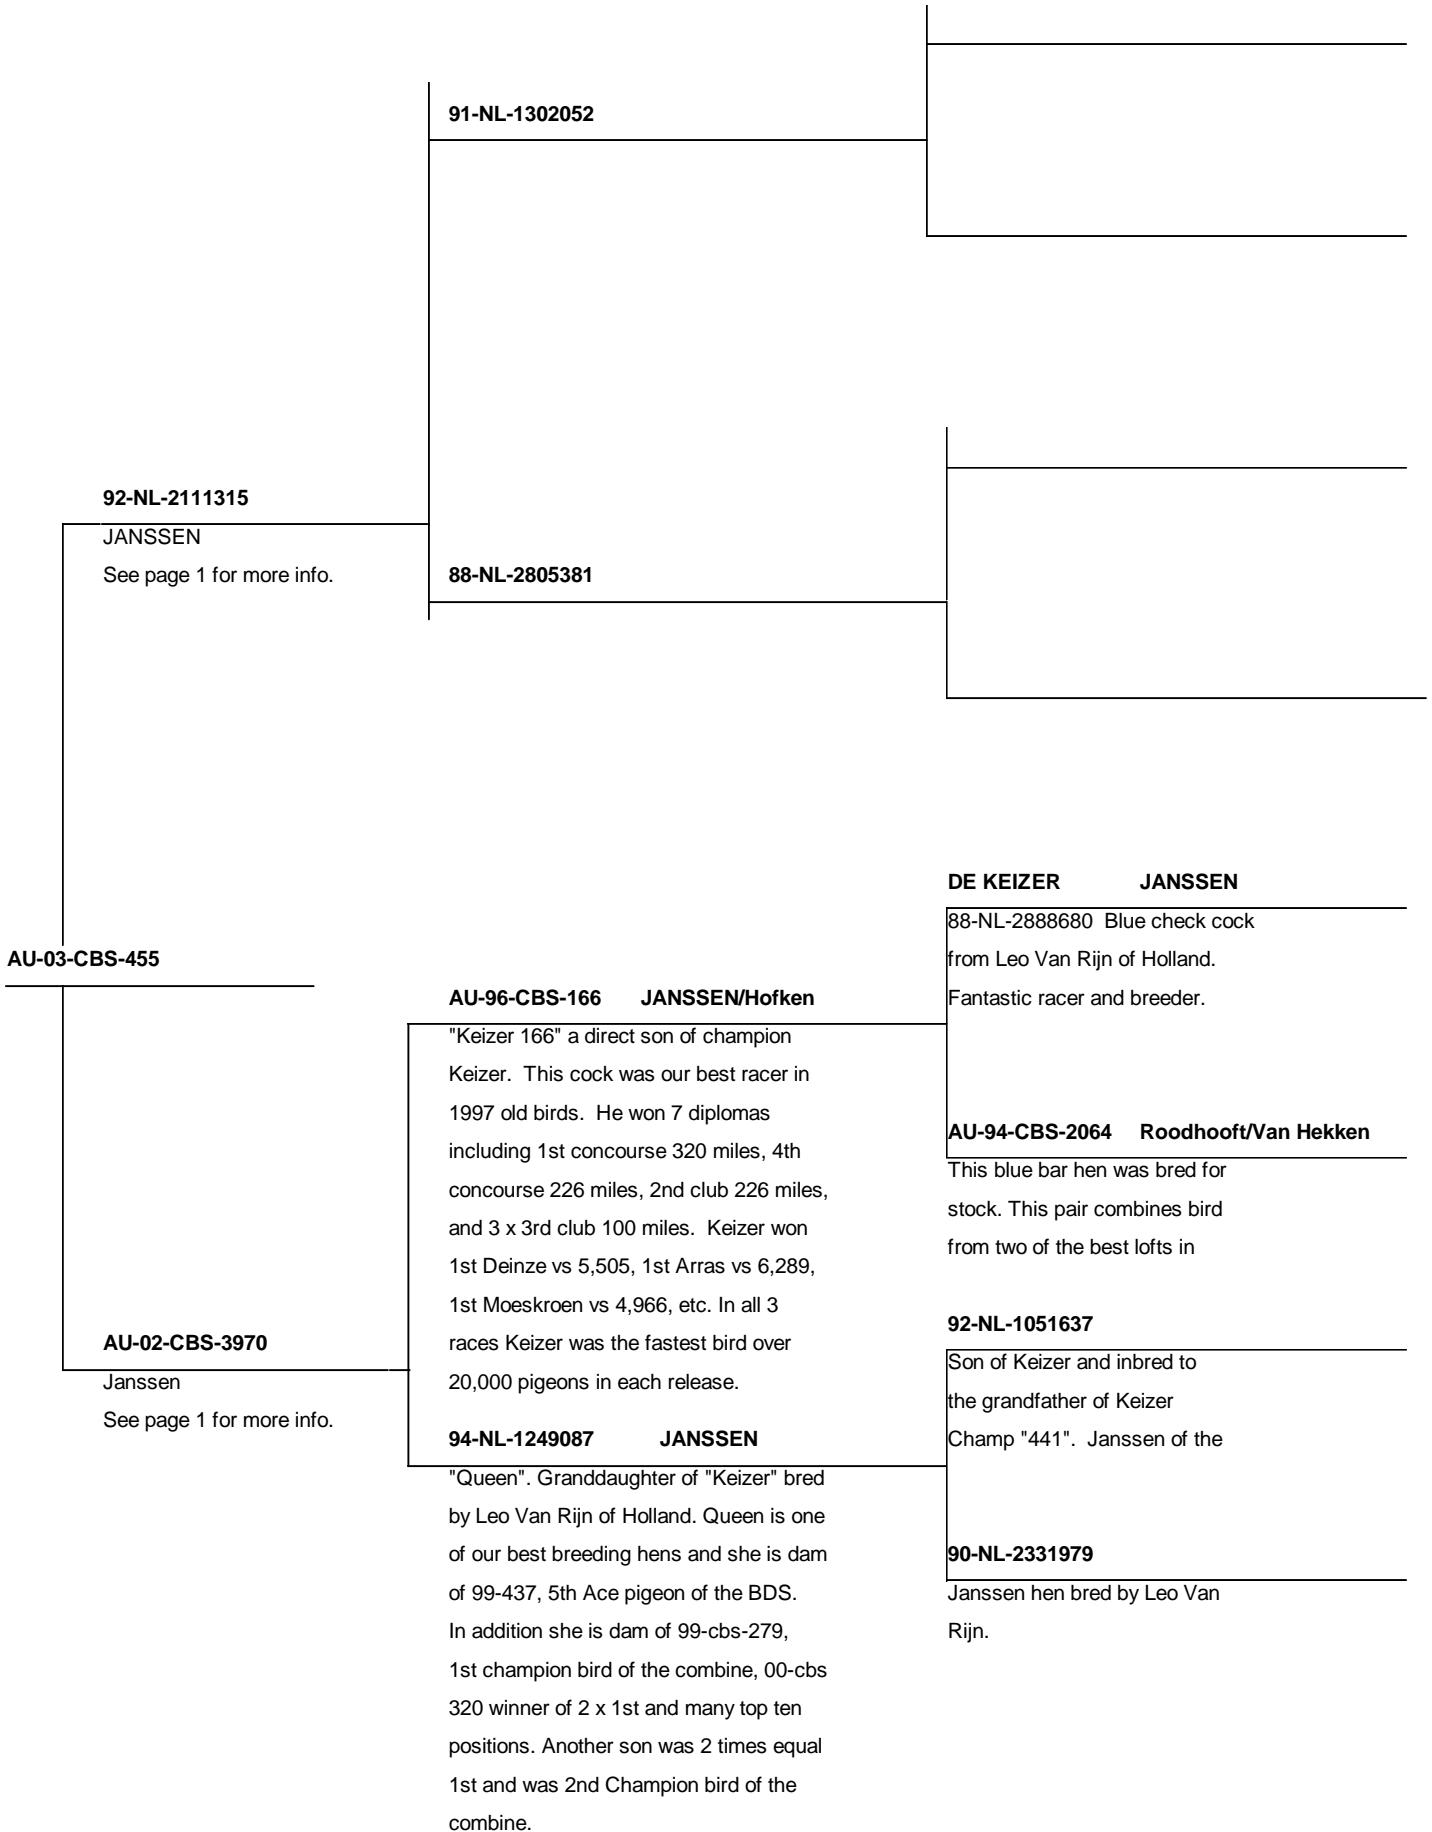 91-NL-1302052
92-NL-2111315
JANSSEN
See page 1 for more info.
88-NL-2805381
AU-03-CBS-455
AU-02-CBS-3970
Janssen
See page 1 for more info.
AU-96-CBS-166 JANSSEN/Hofken
"Keizer 166" a direct son of champion
Keizer. This cock was our best racer in
1997 old birds. He won 7 diplomas
including 1st concourse 320 miles, 4th
concourse 226 miles, 2nd club 226 miles,
and 3 x 3rd club 100 miles. Keizer won
1st Deinze vs 5,505, 1st Arras vs 6,289,
1st Moeskroen vs 4,966, etc. In all 3
races Keizer was the fastest bird over
20,000 pigeons in each release.
94-NL-1249087 JANSSEN
"Queen". Granddaughter of "Keizer" bred
by Leo Van Rijn of Holland. Queen is one
of our best breeding hens and she is dam
of 99-437, 5th Ace pigeon of the BDS.
In addition she is dam of 99-cbs-279,
1st champion bird of the combine, 00-cbs
320 winner of 2 x 1st and many top ten
positions. Another son was 2 times equal
1st and was 2nd Champion bird of the
combine.
DE KEIZER JANSSEN
88-NL-2888680 Blue check cock
from Leo Van Rijn of Holland.
Fantastic racer and breeder.
AU-94-CBS-2064 Roodhooft/Van Hekken
This blue bar hen was bred for
stock. This pair combines bird
from two of the best lofts in
92-NL-1051637
Son of Keizer and inbred to
the grandfather of Keizer
Champ "441". Janssen of the
90-NL-2331979
Janssen hen bred by Leo Van
Rijn.